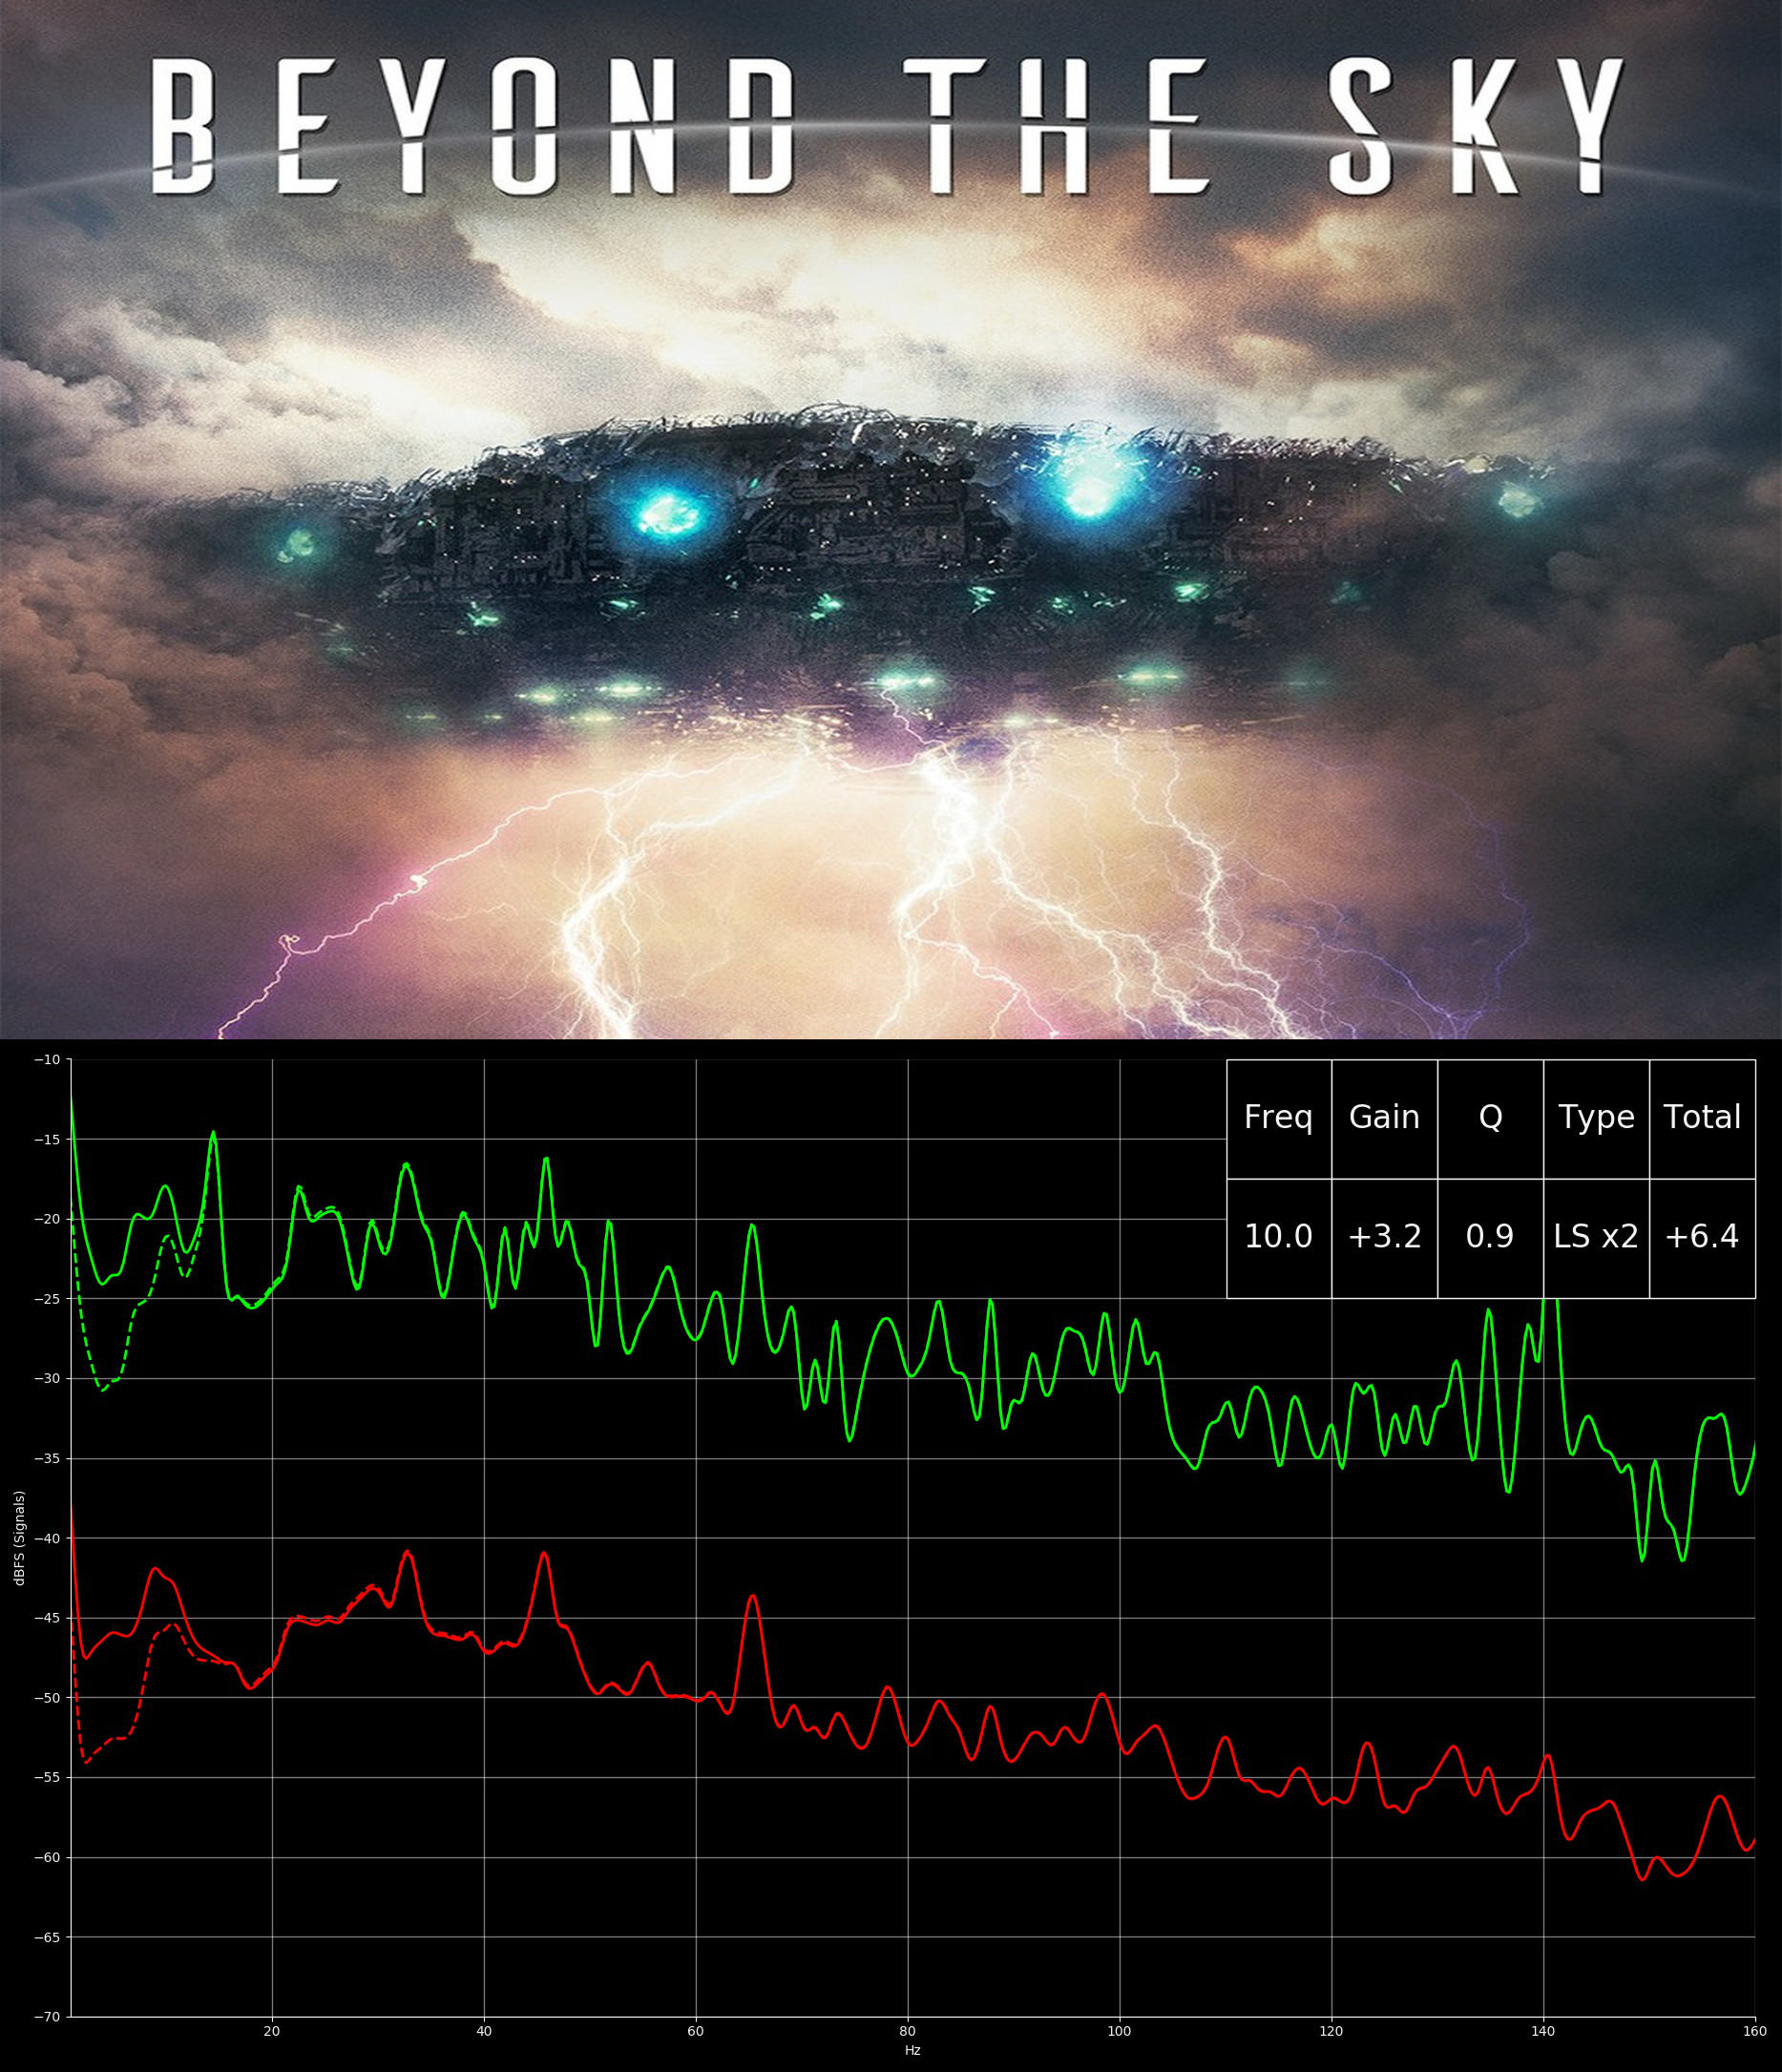 BEYOND THE SKY
Freq Gain Q Type Total
10.0 +3.2 0.9 LS x2 +6.4
−10
−15
−20
−25
−30
−35
−40
−45
−50
−55
−60
−65
−70
dBFS (Signals)
20 40 60 80 100 120 140 160
Hz